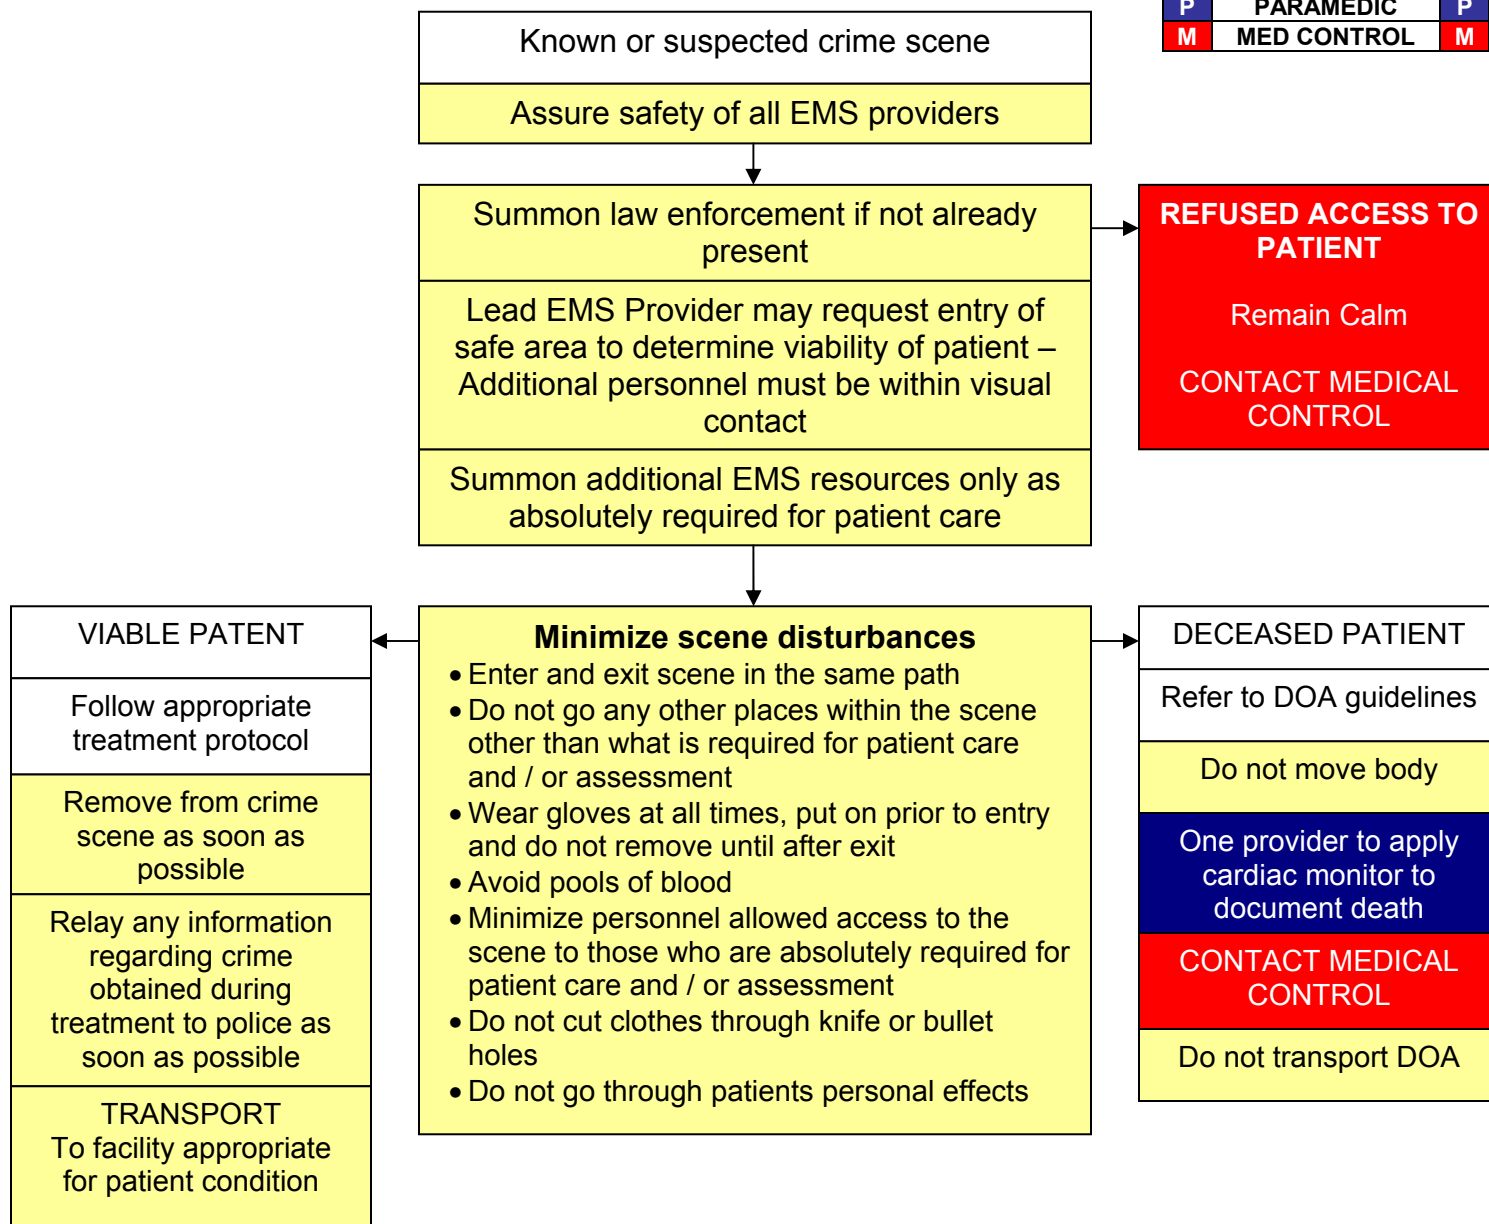 P PARAMEDIC P
M MED CONTROL M
Known or suspected crime scene
Assure safety of all EMS providers
Summon law enforcement if not already
present
Lead EMS Provider may request entry of
safe area to determine viability of patient –
Additional personnel must be within visual
contact
Summon additional EMS resources only as
absolutely required for patient care
REFUSED ACCESS TO
PATIENT
Remain Calm
CONTACT MEDICAL
CONTROL
VIABLE PATENT
Follow appropriate
treatment protocol
Remove from crime
scene as soon as
possible
Relay any information
regarding crime
obtained during
treatment to police as
soon as possible
TRANSPORT
To facility appropriate
for patient condition
Minimize scene disturbances
• Enter and exit scene in the same path
• Do not go any other places within the scene
other than what is required for patient care
and / or assessment
• Wear gloves at all times, put on prior to entry
and do not remove until after exit
• Avoid pools of blood
• Minimize personnel allowed access to the
scene to those who are absolutely required for
patient care and / or assessment
• Do not cut clothes through knife or bullet
holes
• Do not go through patients personal effects
DECEASED PATIENT
Refer to DOA guidelines
Do not move body
One provider to apply
cardiac monitor to
document death
CONTACT MEDICAL
CONTROL
Do not transport DOA